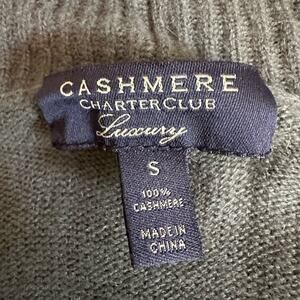 CASHMERE
CHARTER CLUB
Luxury
S
100%
CASHMERE
MADE IN
CHINA